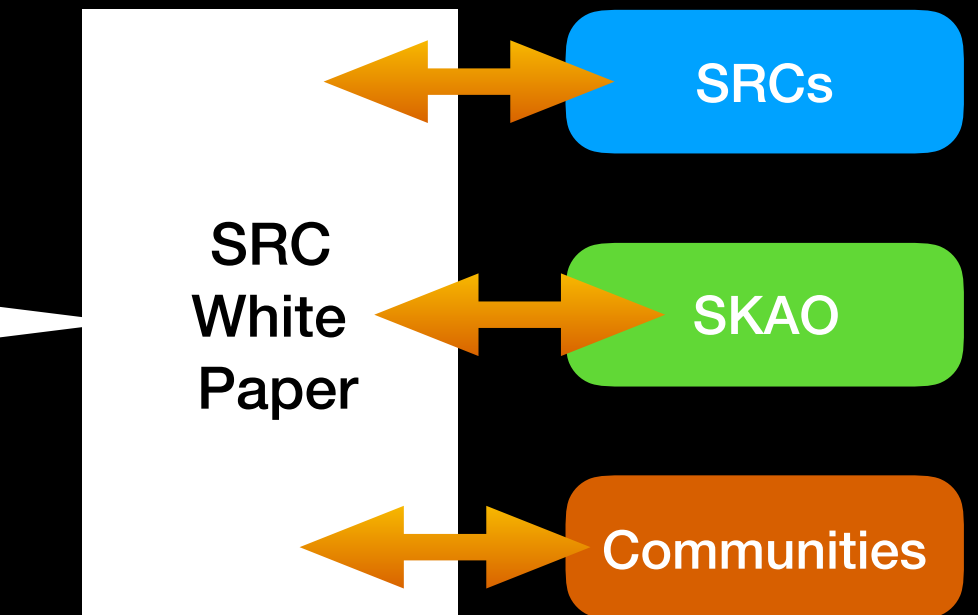 SRCs
SRC
White
Paper
SKAO
Communities